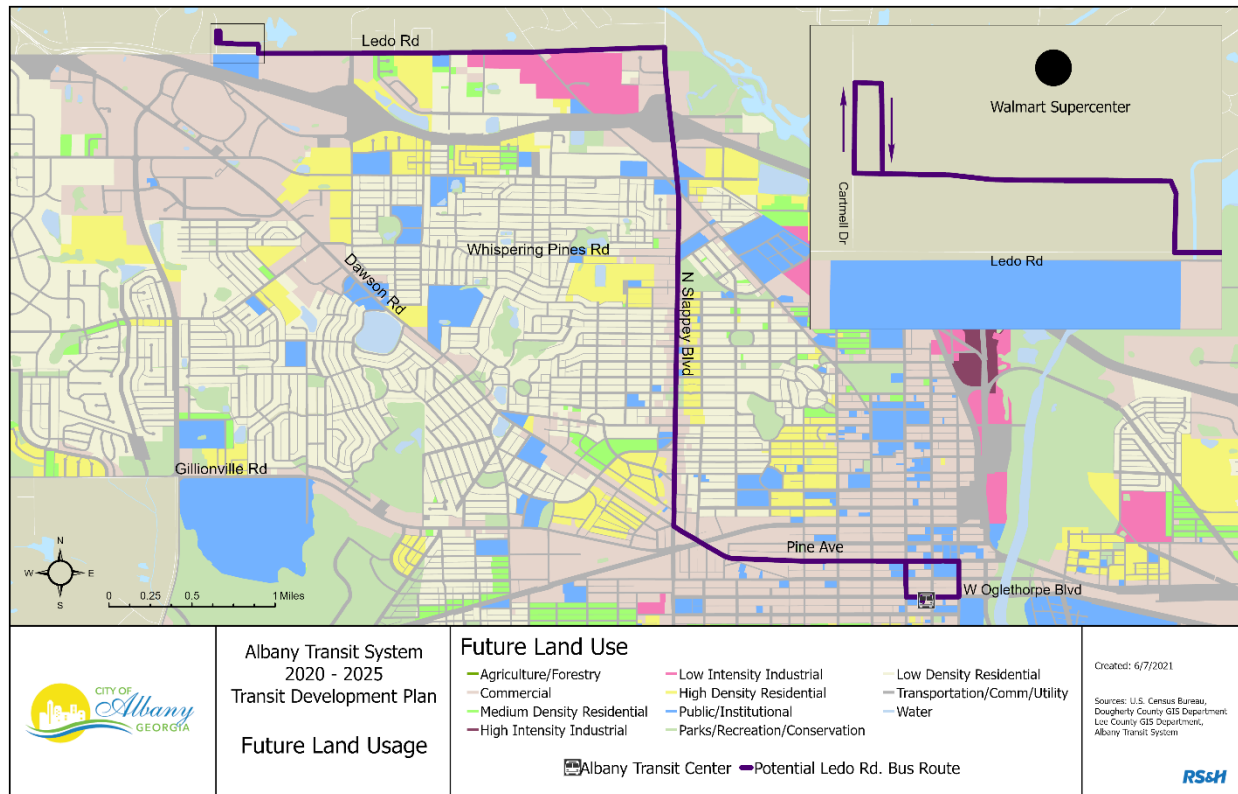 Ledo Rd
Walmart Supercenter
Cartmell Dr
Ledo Rd
Whispering Pines Rd
Dawson Rd
N Slappey Blvd
Gillionville Rd
Pine Ave
W Oglethorpe Blvd
N
W E
S
0 0.25 0.5 1 Miles
CITY OF
Albany
GEORGIA
Albany Transit System
2020 - 2025
Transit Development Plan
Future Land Usage
Future Land Use
Agriculture/Forestry
Commercial
Medium Density Residential
High Intensity Industrial
Low Intensity Industrial
High Density Residential
Public/Institutional
Parks/Recreation/Conservation
Low Density Residential
Transportation/Comm/Utility
Water
Albany Transit Center
Potential Ledo Rd. Bus Route
Created: 6/7/2021
Sources: U.S. Census Bureau,
Dougherty County GIS Department
Lee County GIS Department,
Albany Transit System
RS&H